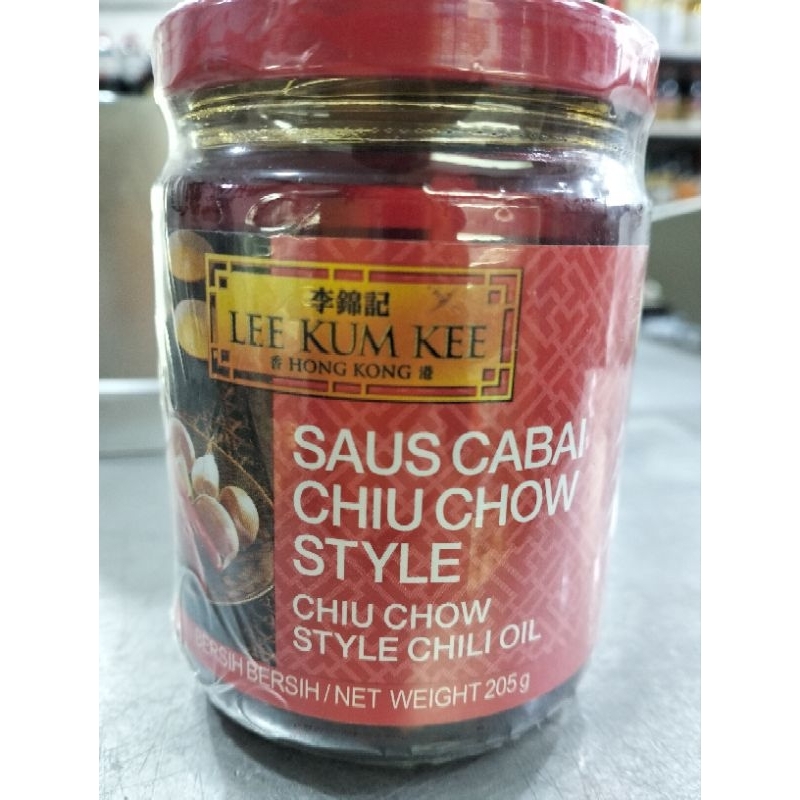 李錦記
LEE KUM KEE
香 HONG KONG 港
SAUS CABAI
CHIU CHOW
STYLE
CHIU CHOW
STYLE CHILI OIL
BERSIH BERSIH / NET WEIGHT 205 g